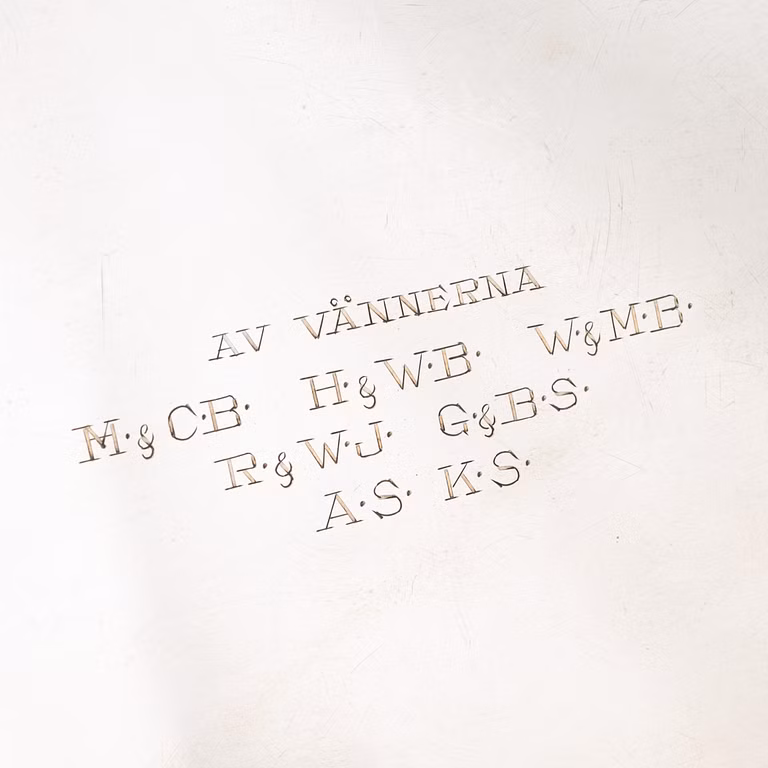 AV VÄNNERNA
M·&C·B· H·&W·B· W·&M·B·
R·&W·J· G·&B·S·
A·S· K·S·